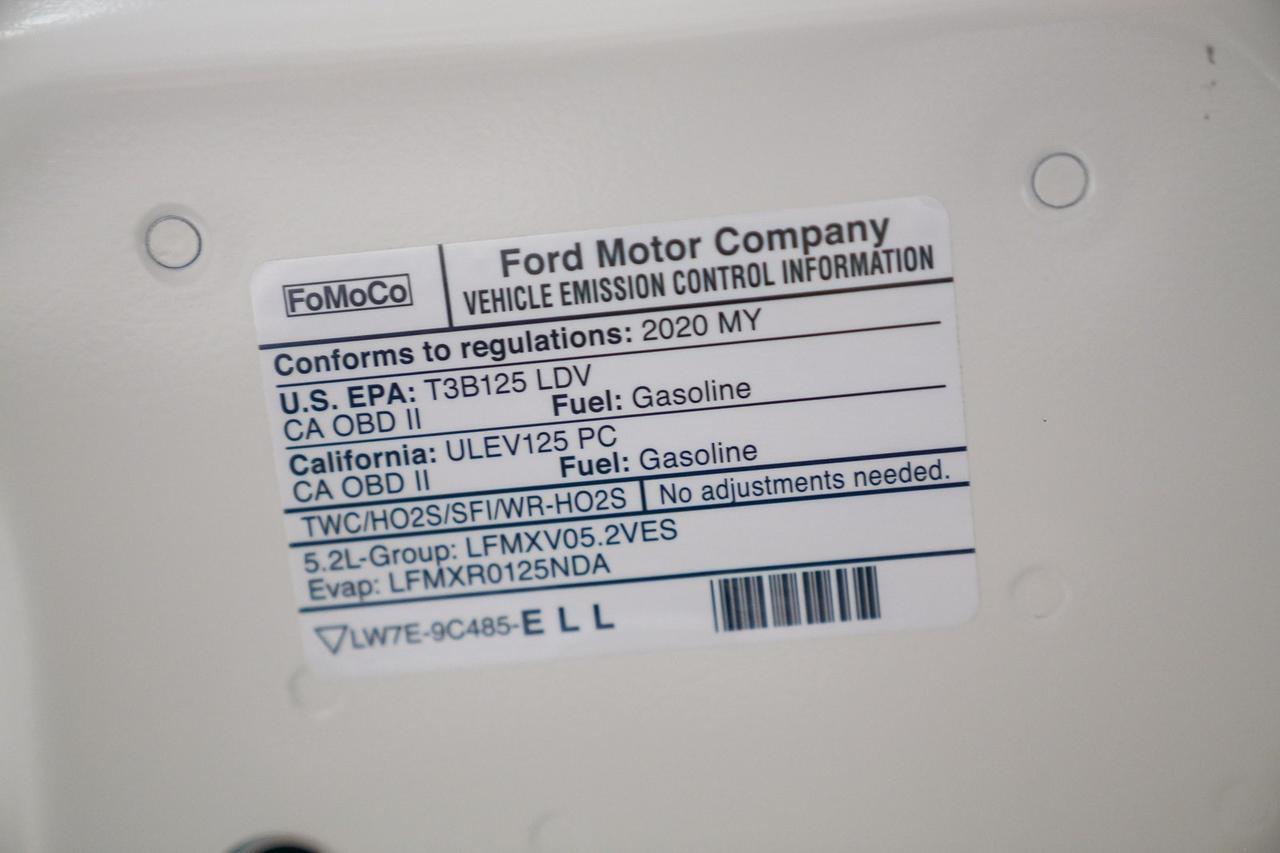 FoMoCo
Ford Motor Company
VEHICLE EMISSION CONTROL INFORMATION
Conforms to regulations: 2020 MY
U.S. EPA: T3B125 LDV
CA OBD II Fuel: Gasoline
California: ULEV125 PC
CA OBD II Fuel: Gasoline
TWC/HO2S/SFI/WR-HO2S No adjustments needed.
5.2L-Group: LFMXV05.2VES
Evap: LFMXR0125NDA
LW7E-9C485-E L L